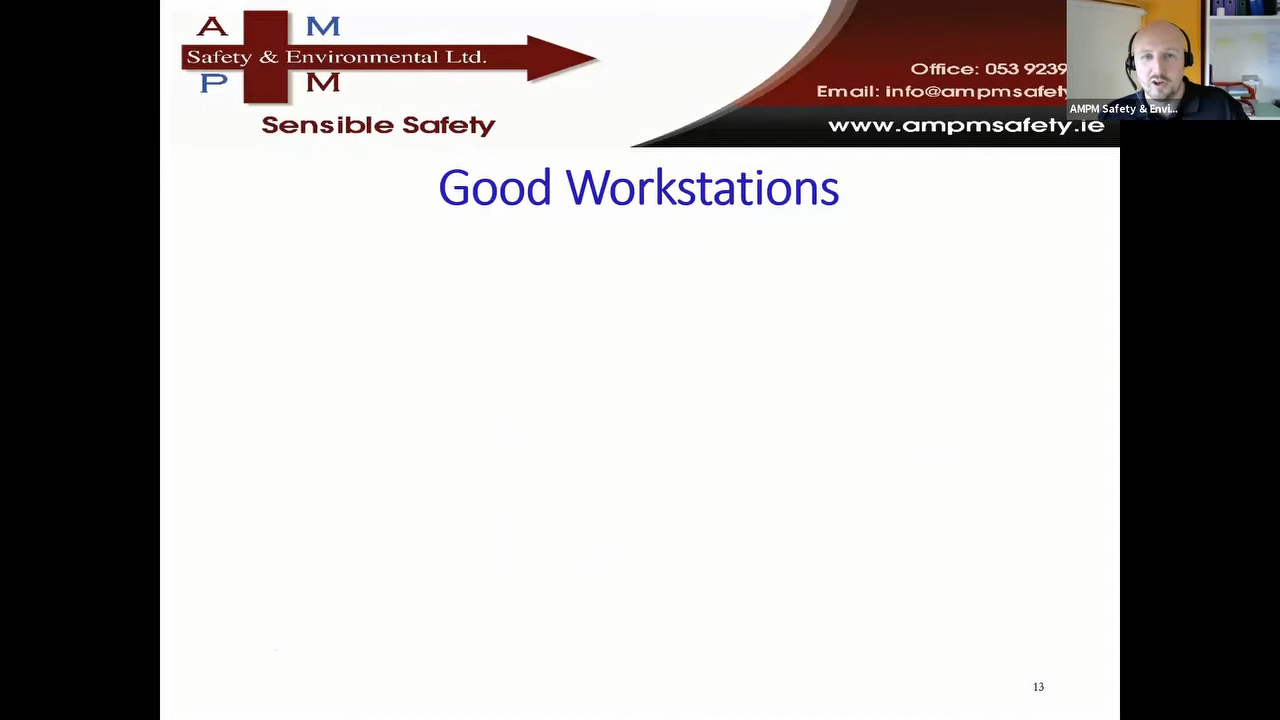 A M
Safety & Environmental Ltd.
P M
Sensible Safety
Office: 053 9239
Email: info@ampmsafety
www.ampmsafety.ie
AMPM Safety & Envi...
Good Workstations
13